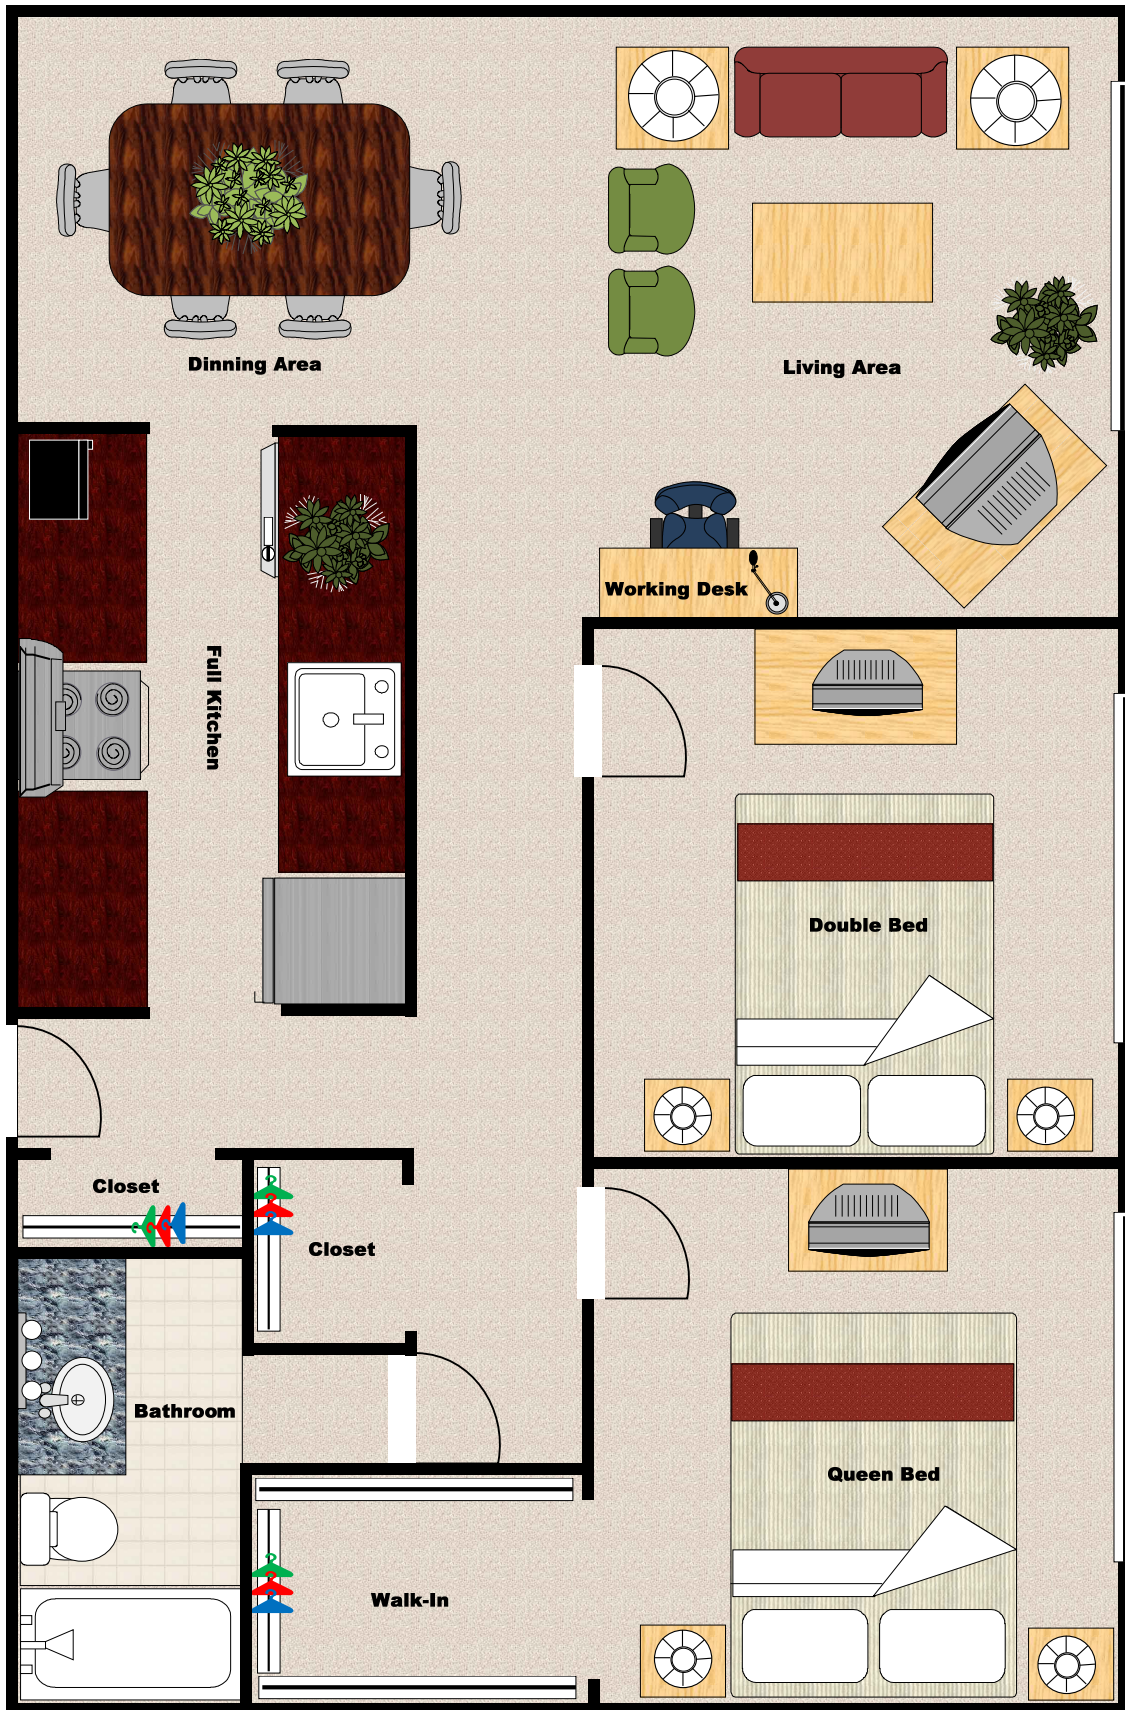 Dinning Area
Living Area
Working Desk
Full Kitchen
Double Bed
Closet
Closet
Bathroom
Queen Bed
Walk-In